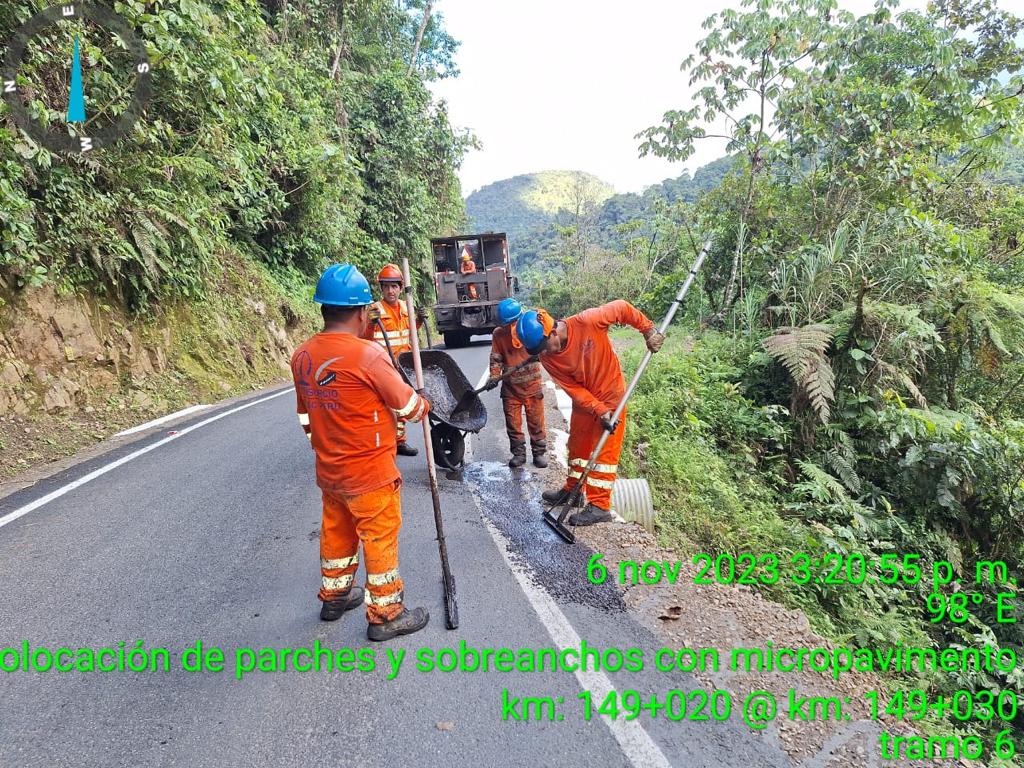 E
N
S
W
6 nov 2023 3:20:55 p. m.
98° E
olocación de parches y sobreanchos con micropavimento
km: 149+020 @ km: 149+030
tramo 6